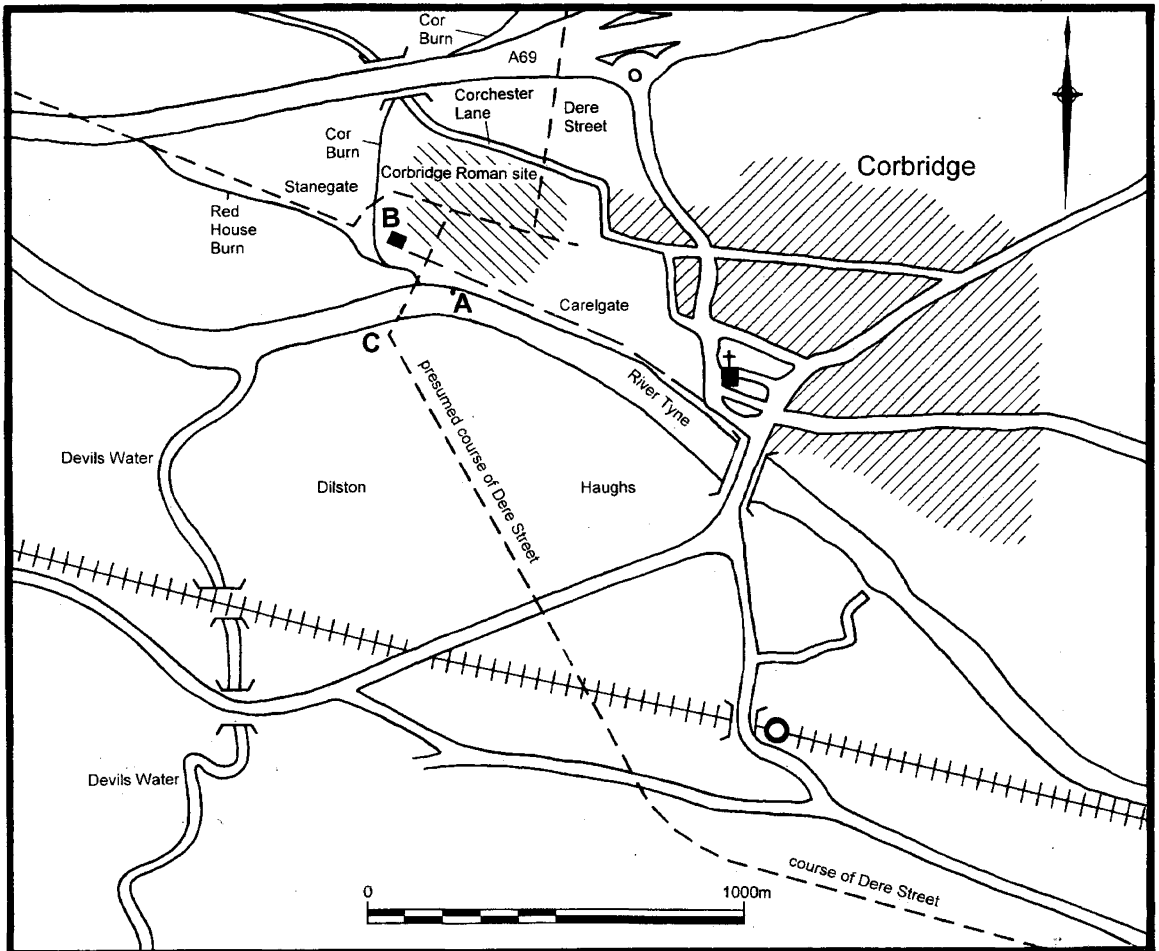 Cor
Burn
A69
Corchester
Lane
Dere
Street
Cor
Burn
Corbridge Roman site
Corbridge
Stanegate
Red
House
Burn
B
A
Carelgate
C
River Tyne
presumed course of Dere Street
Devils Water
Dilston
Haughs
Devils Water
course of Dere Street
0
1000m